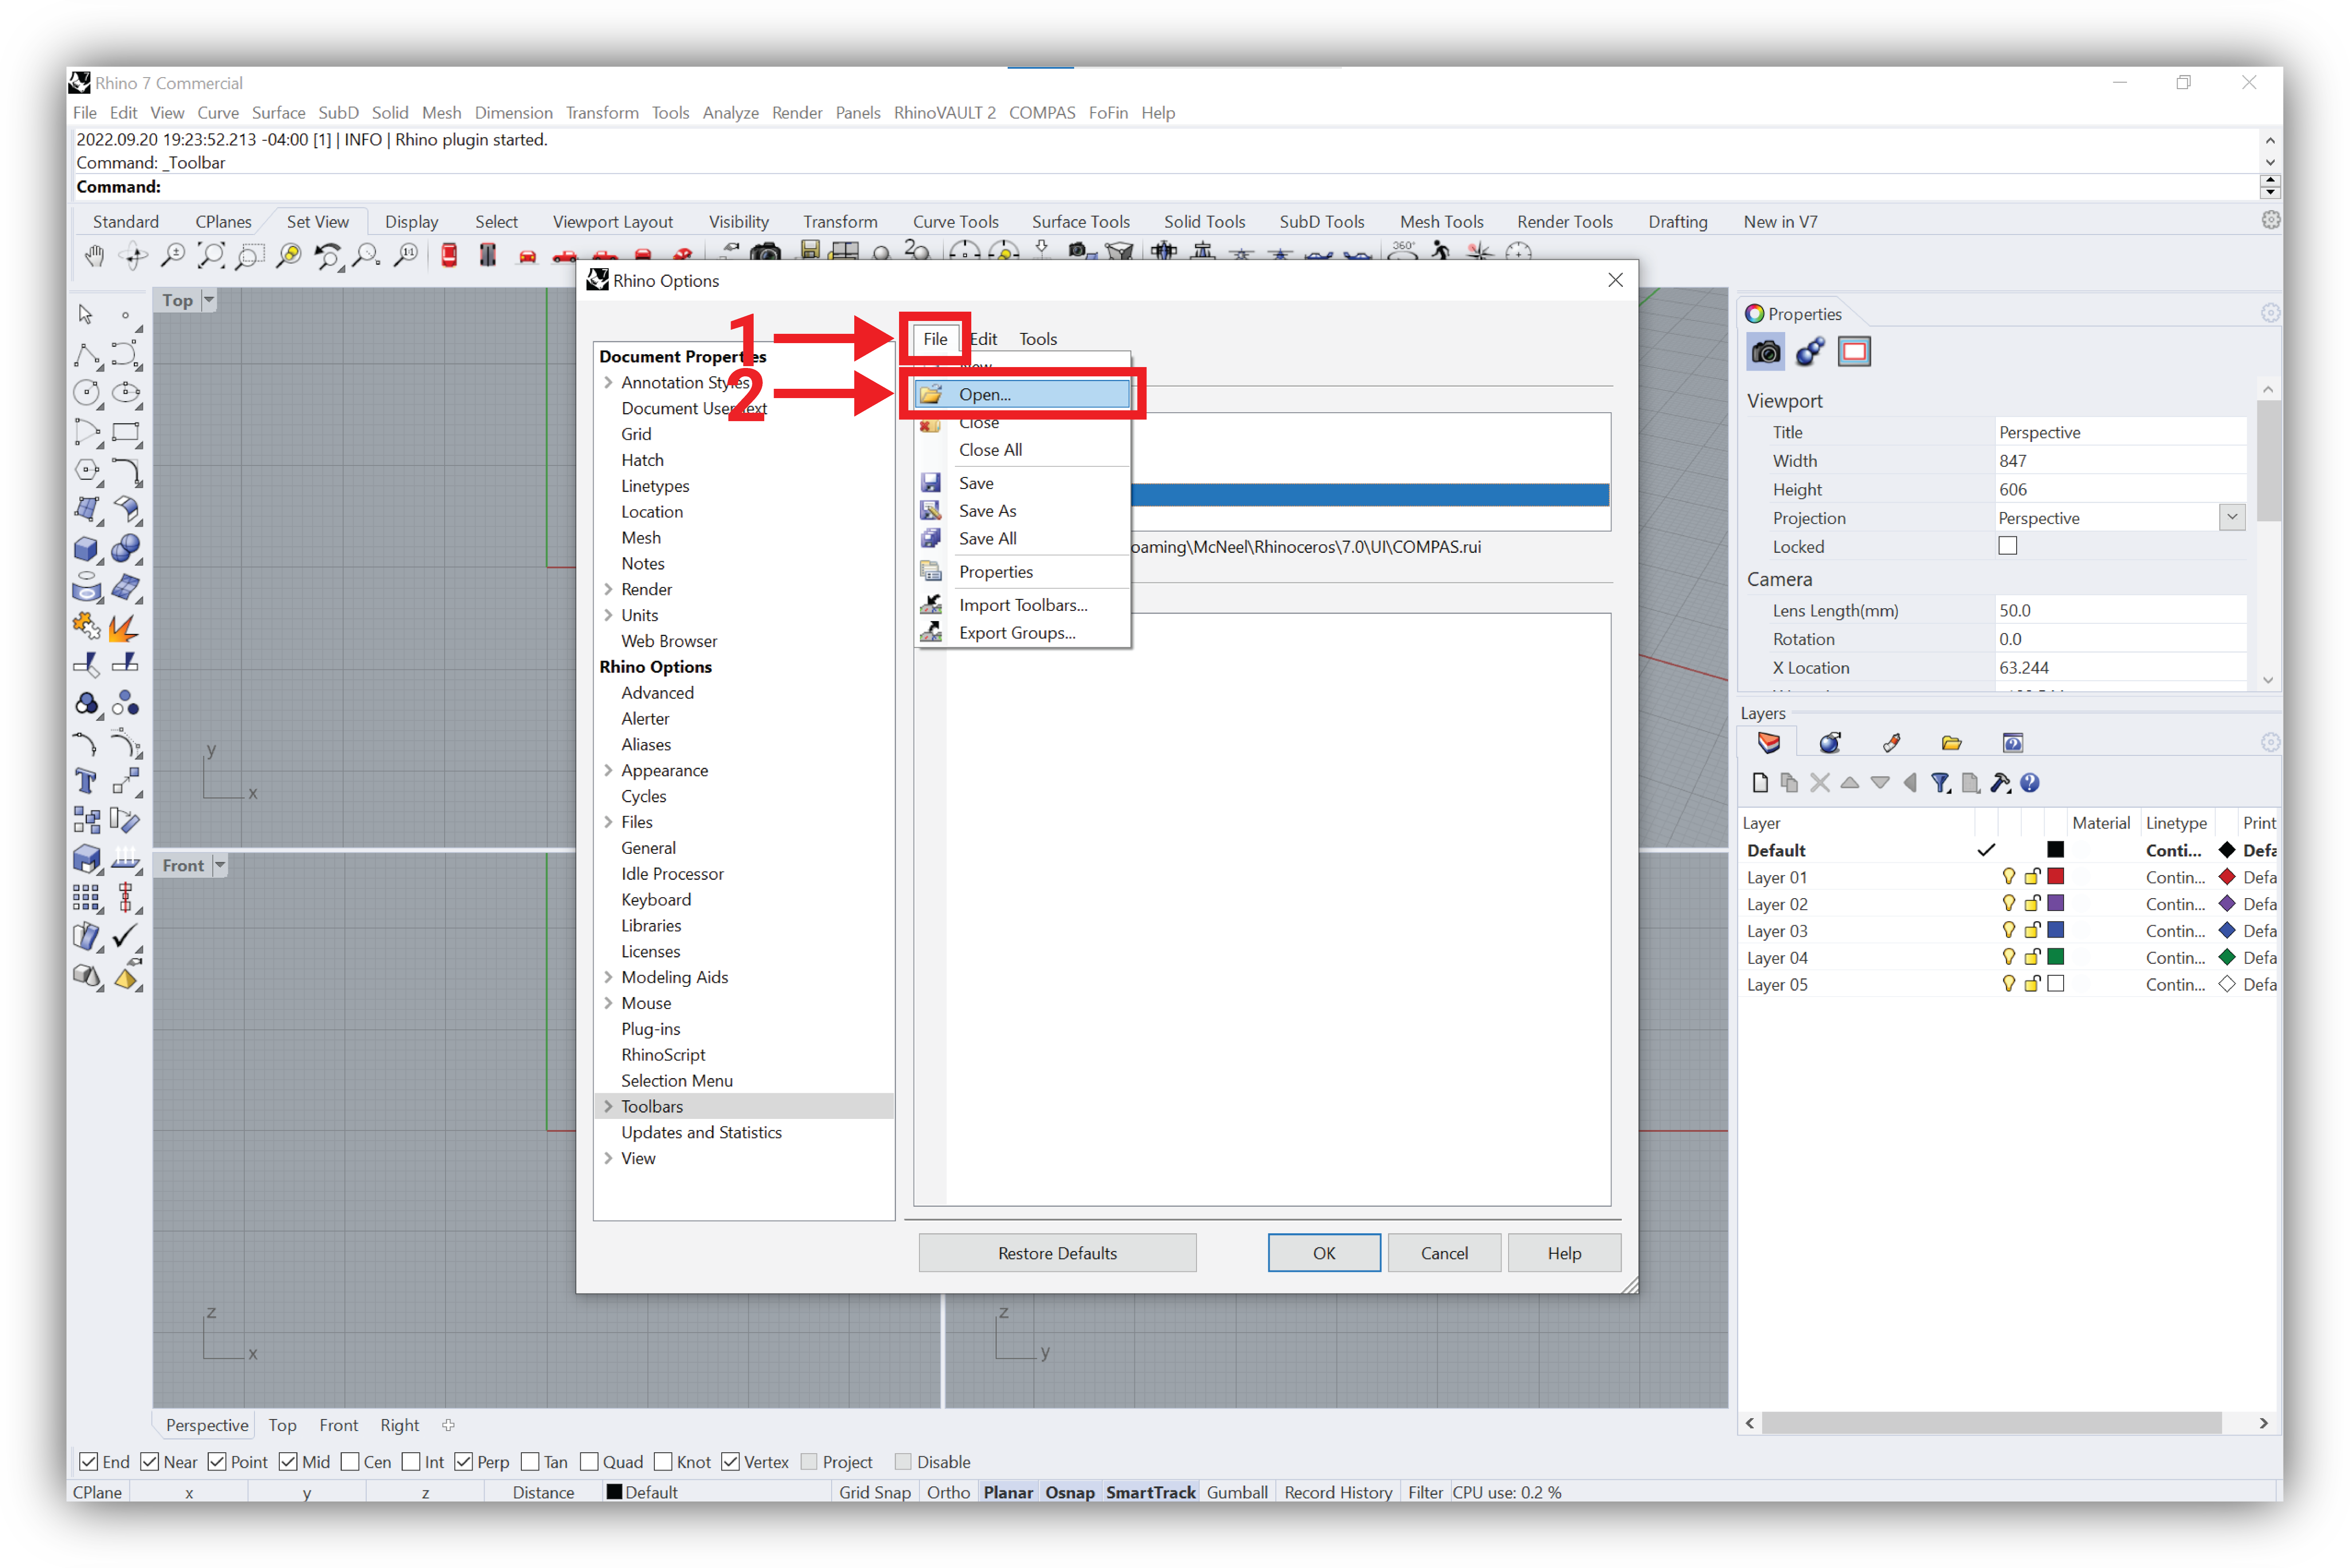 Rhino 7 Commercial
File Edit View Curve Surface SubD Solid Mesh Dimension Transform Tools Analyze Render Panels RhinoVAULT 2 COMPAS FoFin Help
2022.09.20 19:23:52.213 -04:00 [1] | INFO | Rhino plugin started.
Command: _Toolbar
Command:
Standard CPlanes Set View Display Select Viewport Layout Visibility Transform Curve Tools Surface Tools Solid Tools SubD Tools Mesh Tools Render Tools Drafting New in V7
Rhino Options
1
2
File Edit Tools
New
Open...
Close
Close All
Save
Save As
Save All
Properties
Import Toolbars...
Export Groups...
oaming\McNeel\Rhinoceros\7.0\UI\COMPAS.rui
Document Properties
Annotation Styles
Document User Text
Grid
Hatch
Linetypes
Location
Mesh
Notes
Render
Units
Web Browser
Rhino Options
Advanced
Alerter
Aliases
Appearance
Cycles
Files
General
Idle Processor
Keyboard
Libraries
Licenses
Modeling Aids
Mouse
Plug-ins
RhinoScript
Selection Menu
Toolbars
Updates and Statistics
View
Restore Defaults OK Cancel Help
Top
y
x
Front
z
x
z
y
Properties
Viewport
Title Perspective
Width 847
Height 606
Projection Perspective
Locked
Camera
Lens Length(mm) 50.0
Rotation 0.0
X Location 63.244
Layers
Layer Material Linetype Print
Default Conti... Defa
Layer 01 Contin... Defa
Layer 02 Contin... Defa
Layer 03 Contin... Defa
Layer 04 Contin... Defa
Layer 05 Contin... Defa
Perspective Top Front Right
End Near Point Mid Cen Int Perp Tan Quad Knot Vertex Project Disable
CPlane x y z Distance Default Grid Snap Ortho Planar Osnap SmartTrack Gumball Record History Filter CPU use: 0.2 %